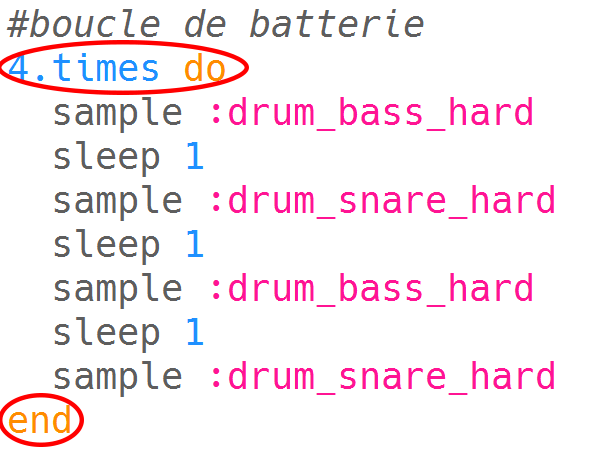 #boucle de batterie
4.times do
  sample :drum_bass_hard
  sleep 1
  sample :drum_snare_hard
  sleep 1
  sample :drum_bass_hard
  sleep 1
  sample :drum_snare_hard
end